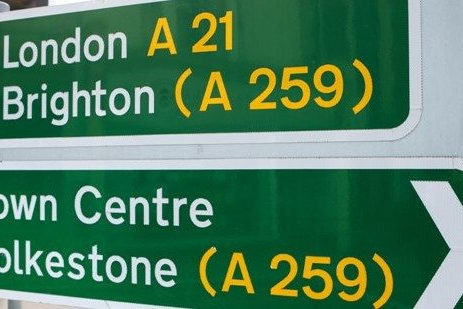 London A 21
Brighton (A 259)
own Centre
olkestone (A 259)